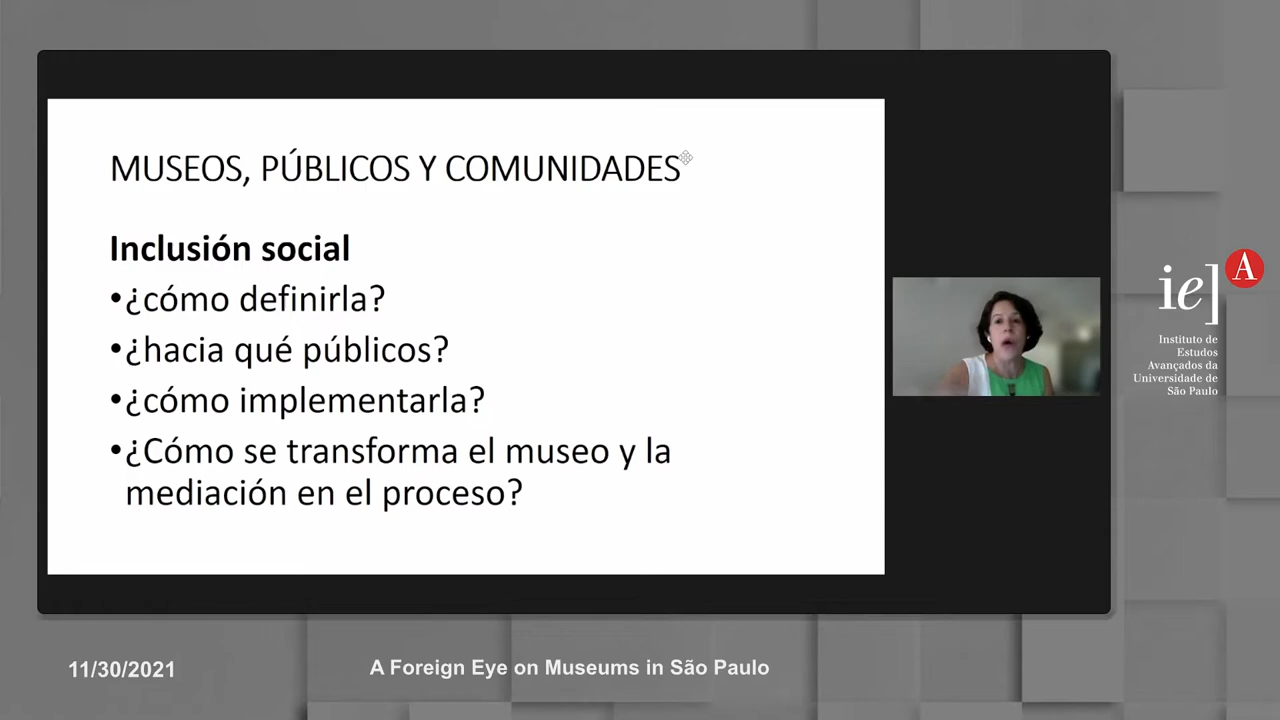 MUSEOS, PÚBLICOS Y COMUNIDADES
Inclusión social
•¿cómo definirla?
•¿hacia qué públicos?
•¿cómo implementarla?
•¿Cómo se transforma el museo y la
mediación en el proceso?
ie] A
Instituto de
Estudos
Avançados da
Universidade de
São Paulo
11/30/2021
A Foreign Eye on Museums in São Paulo